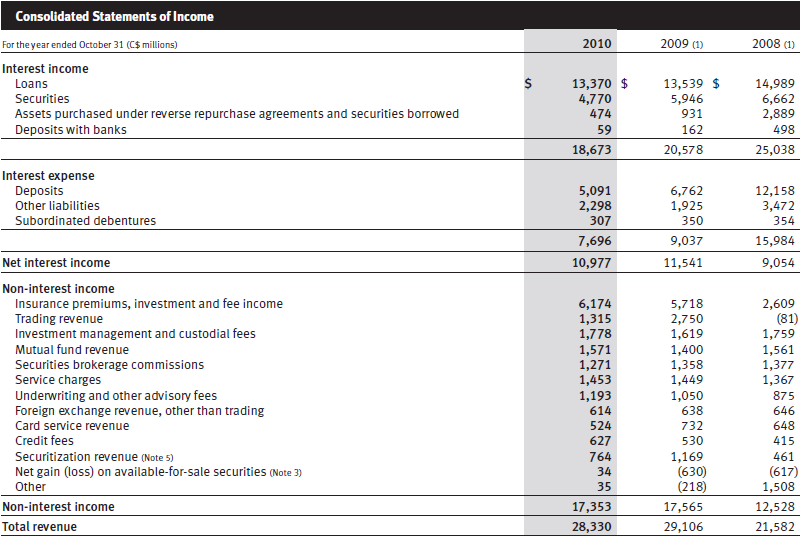 Consolidated Statements of Income
For the year ended October 31 (C$ millions) 2010 2009 (1) 2008 (1)
Interest income
Loans $ 13,370 $ 13,539 $ 14,989
Securities 4,770 5,946 6,662
Assets purchased under reverse repurchase agreements and securities borrowed 474 931 2,889
Deposits with banks 59 162 498
18,673 20,578 25,038
Interest expense
Deposits 5,091 6,762 12,158
Other liabilities 2,298 1,925 3,472
Subordinated debentures 307 350 354
7,696 9,037 15,984
Net interest income 10,977 11,541 9,054
Non-interest income
Insurance premiums, investment and fee income 6,174 5,718 2,609
Trading revenue 1,315 2,750 (81)
Investment management and custodial fees 1,778 1,619 1,759
Mutual fund revenue 1,571 1,400 1,561
Securities brokerage commissions 1,271 1,358 1,377
Service charges 1,453 1,449 1,367
Underwriting and other advisory fees 1,193 1,050 875
Foreign exchange revenue, other than trading 614 638 646
Card service revenue 524 732 648
Credit fees 627 530 415
Securitization revenue (Note 5) 764 1,169 461
Net gain (loss) on available-for-sale securities (Note 3) 34 (630) (617)
Other 35 (218) 1,508
Non-interest income 17,353 17,565 12,528
Total revenue 28,330 29,106 21,582